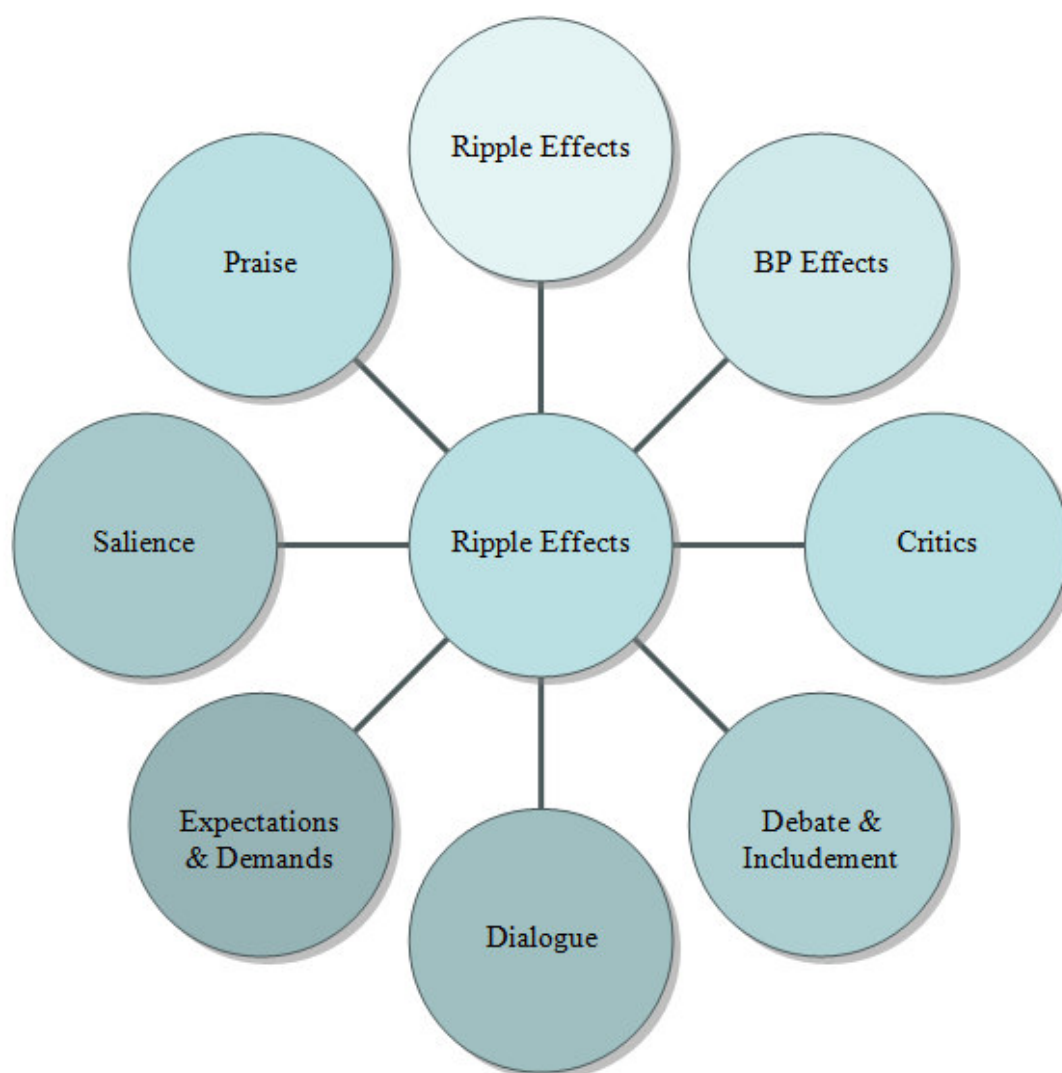 Ripple Effects
Praise
BP Effects
Salience
Ripple Effects
Critics
Expectations
& Demands
Debate &
Includement
Dialogue